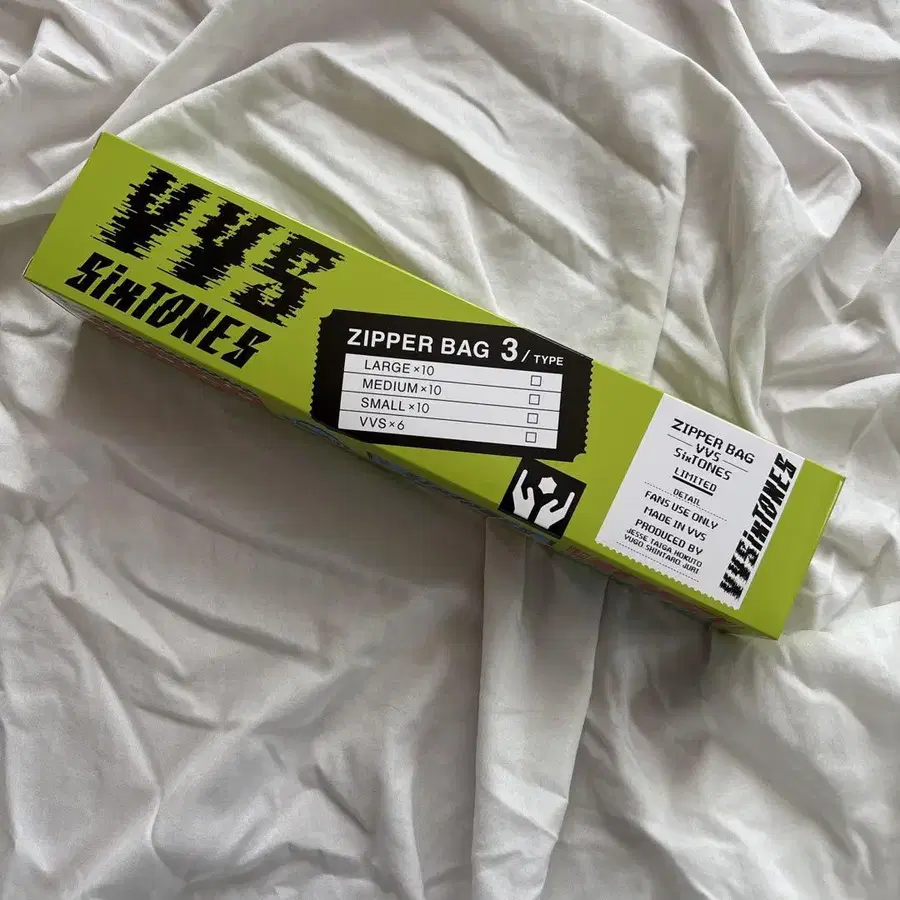 VVS
SixTONES
ZIPPER BAG 3/TYPE
LARGE×10
MEDIUM×10
SMALL×10
VVS×6
ZIPPER BAG
VVS
SixTONES
LIMITED
DETAIL
FANS USE ONLY
MADE IN VVS
PRODUCED BY
JESSE TAIGA HOKUTO
YUGO SHINTARO JURI
VVSixTONES